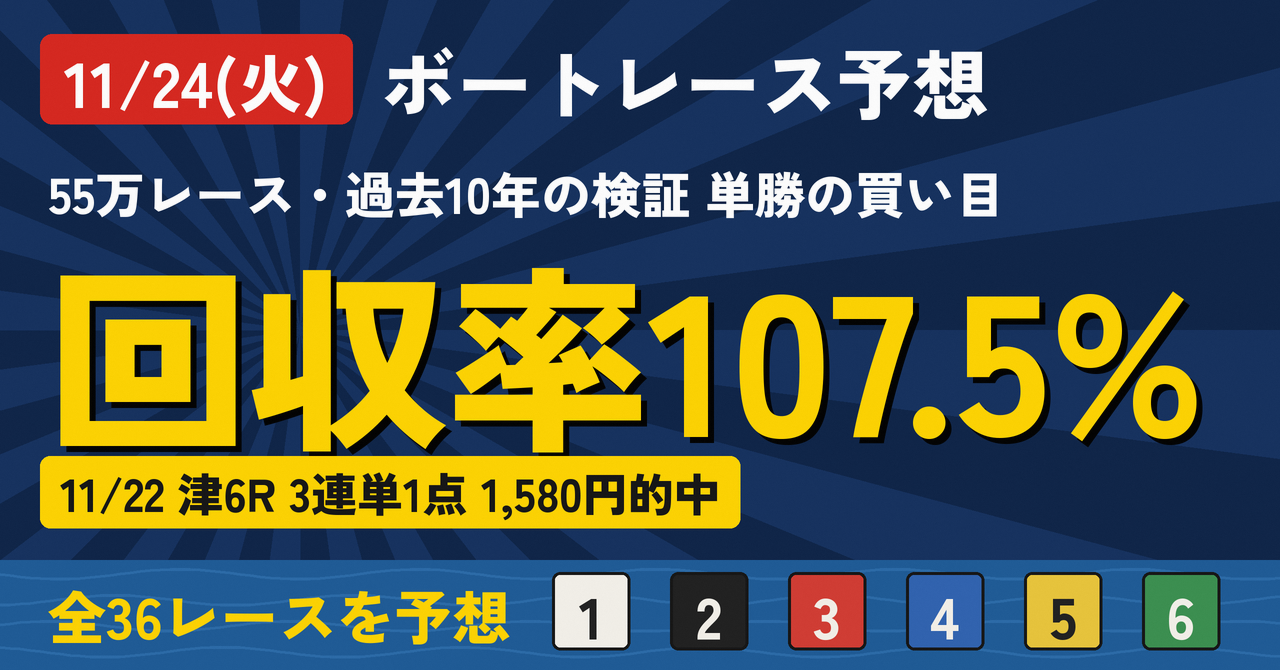 11/24(火) ボートレース予想
55万レース・過去10年の検証 単勝の買い目
回収率107.5%
11/22 津6R 3連単1点 1,580円的中
全36レースを予想 1 2 3 4 5 6